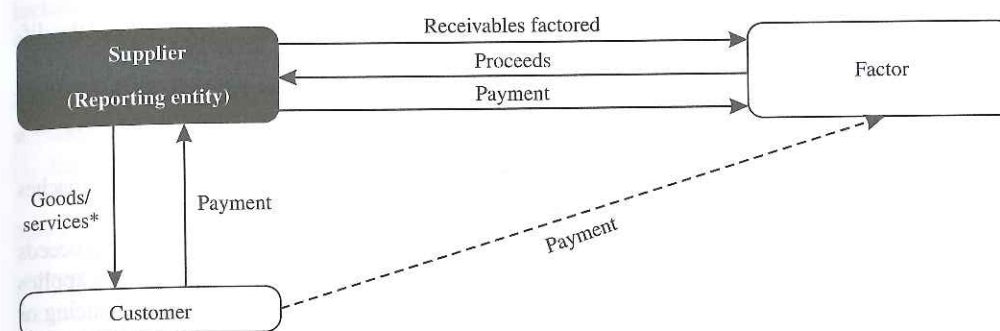 Receivables factored
Supplier
(Reporting entity)
Proceeds
Factor
Payment
Goods/
services*
Payment
Payment
Customer